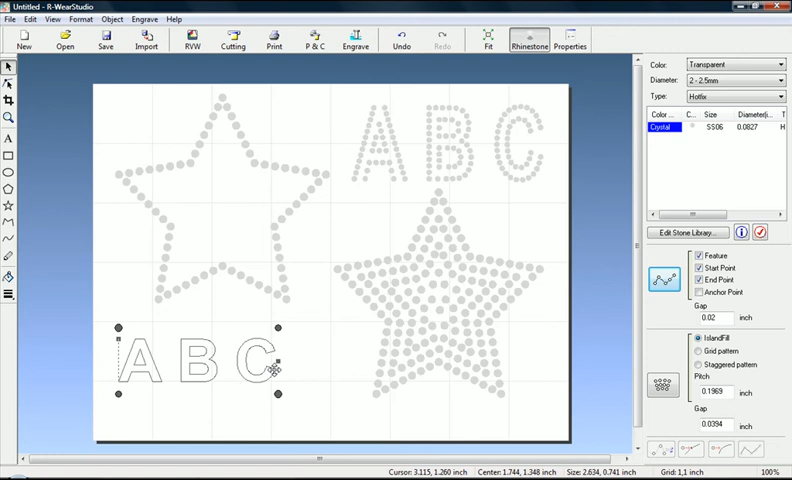 Untitled - R-WearStudio
File Edit View Format Object Engrave Help
New Open Save Import RVW Cutting Print P & C Engrave Undo Redo Fit Rhinestone Properties
Color: Transparent
Diameter: 2 - 2.5mm
Type: Hotfix
Color ... C... Size Diameter(i... T
Crystal SS06 0.0827 H
Edit Stone Library...
Feature
Start Point
End Point
Anchor Point
Gap
0.02 inch
IslandFill
Grid pattern
Staggered pattern
Pitch
0.1969 inch
Gap
0.0394 inch
A B C
A B C
A
Cursor: 3.115, 1.260 inch Center: 1.744, 1.348 inch Size: 2.634, 0.741 inch Grid: 1,1 inch 100%